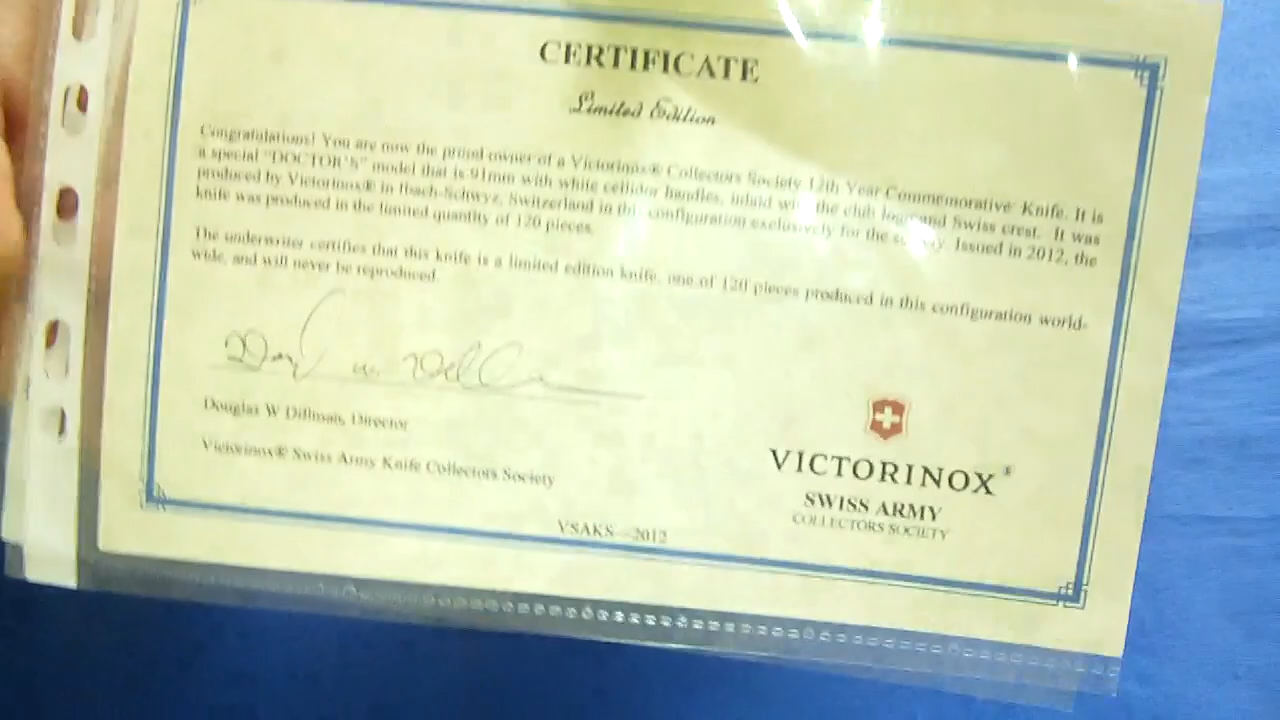 CERTIFICATE
Limited Edition
Congratulations! You are now the proud owner of a Victorinox® Collectors Society 12th Year Commemorative Knife. It is
a special "DOCTOR'S" model that is 91mm with white cellidor handles, inlaid with the club logo and Swiss crest. It was
produced by Victorinox® in Ibach-Schwyz, Switzerland in this configuration exclusively for the society. Issued in 2012, the
knife was produced in the limited quantity of 120 pieces.
The underwriter certifies that this knife is a limited edition knife, one of 120 pieces produced in this configuration world-
wide, and will never be reproduced.
Douglas W Dillman, Director
Victorinox® Swiss Army Knife Collectors Society
VICTORINOX®
SWISS ARMY
COLLECTORS SOCIETY
VSAKS—2012